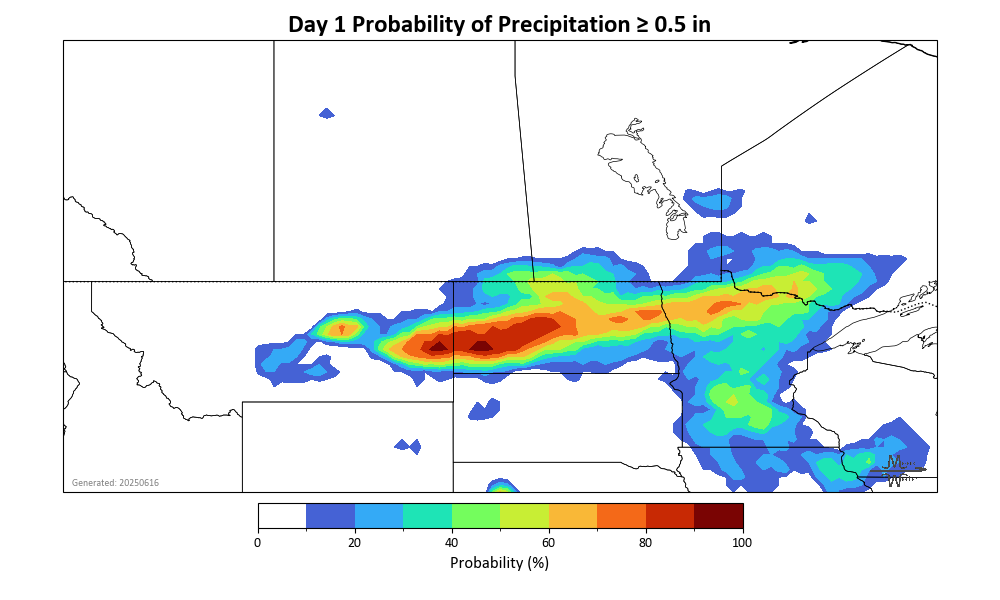 Day 1 Probability of Precipitation ≥ 0.5 in
Generated: 20250616
0 20 40 60 80 100
Probability (%)